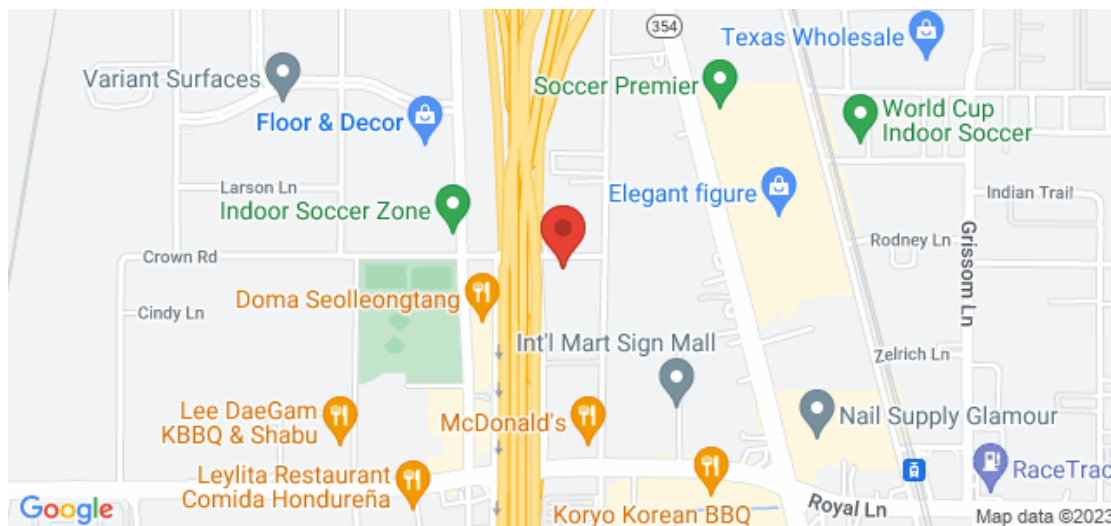 354
Texas Wholesale
Variant Surfaces
Soccer Premier
Floor & Decor
World Cup
Indoor Soccer
Larson Ln
Indoor Soccer Zone
Elegant figure
Indian Trail
Rodney Ln
Grissom Ln
Crown Rd
Doma Seolleongtang
Cindy Ln
Int'l Mart Sign Mall
Zelrich Ln
Lee DaeGam
KBBQ & Shabu
McDonald's
Nail Supply Glamour
Leylita Restaurant
Comida Hondureña
RaceTrac
Google
Koryo Korean BBQ
Royal Ln
Map data ©2023